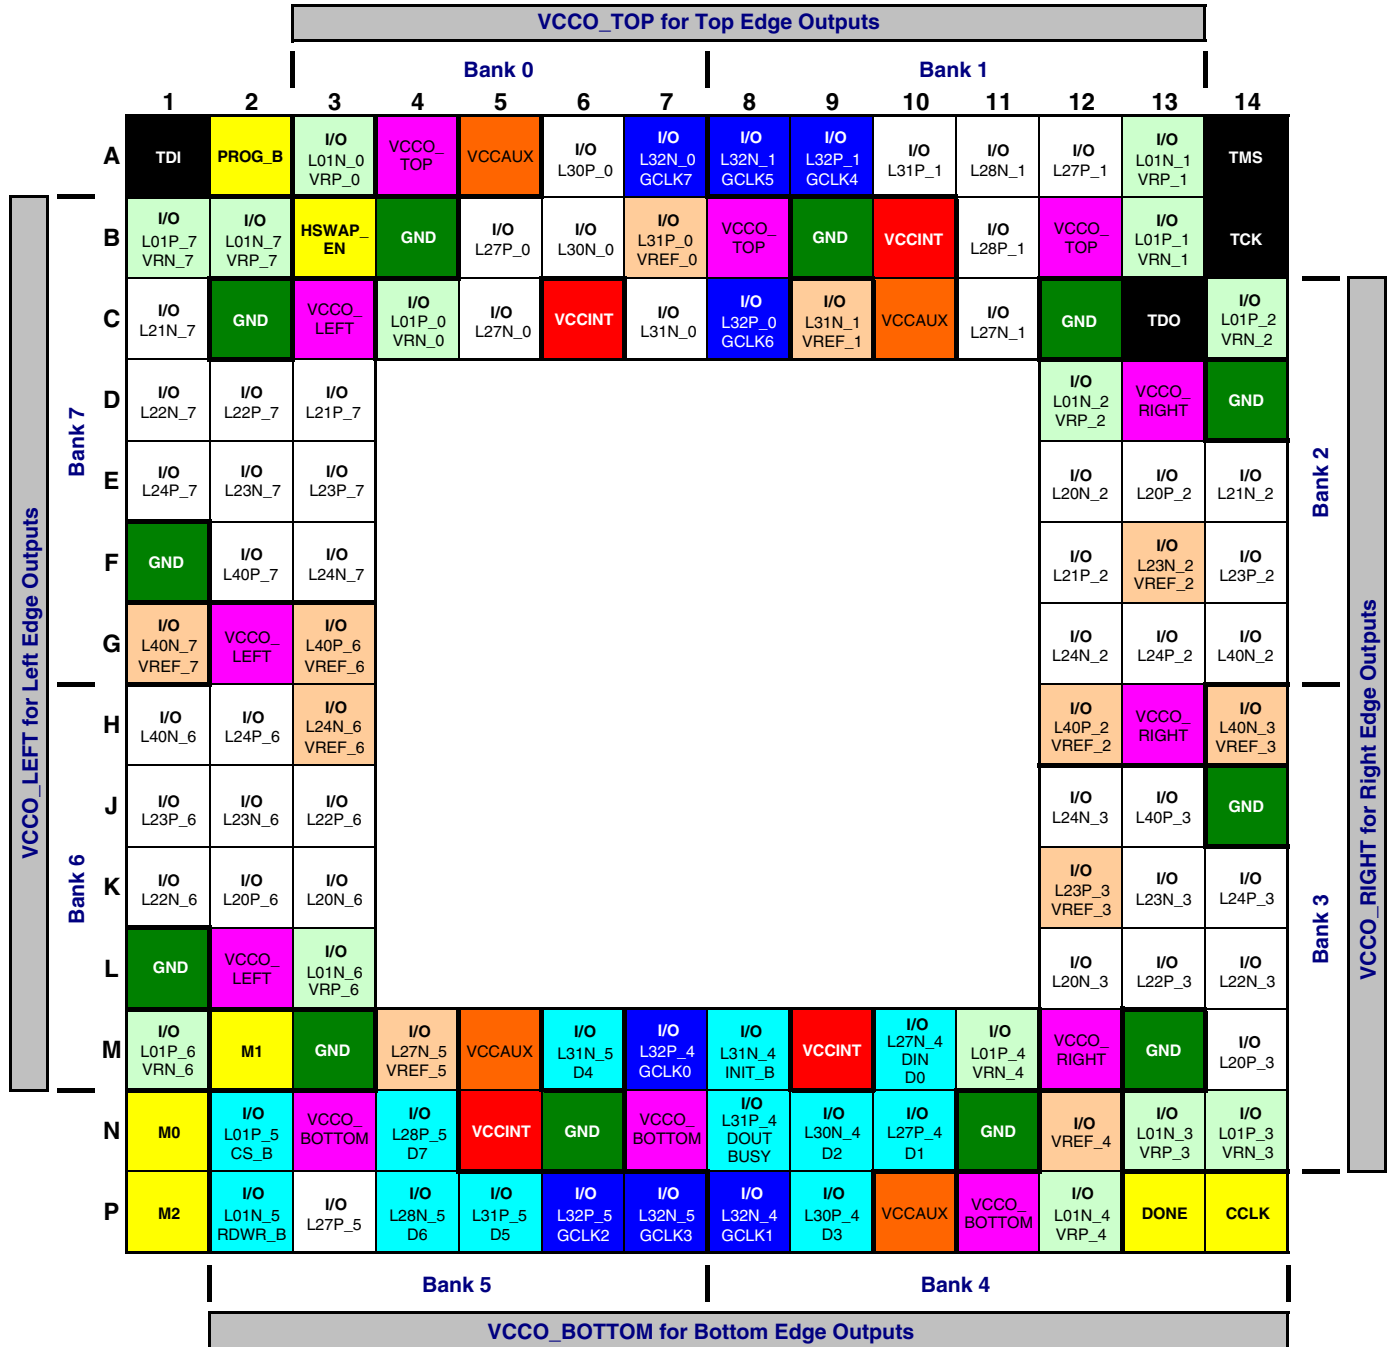 VCCO_TOP for Top Edge Outputs
Bank 0 Bank 1
1 2 3 4 5 6 7 8 9 10 11 12 13 14
A TDI PROG_B I/O L01N_0 VRP_0 VCCO_ TOP VCCAUX I/O L30P_0 I/O L32N_0 GCLK7 I/O L32N_1 GCLK5 I/O L32P_1 GCLK4 I/O L31P_1 I/O L28N_1 I/O L27P_1 I/O L01N_1 VRP_1 TMS
B I/O L01P_7 VRN_7 I/O L01N_7 VRP_7 HSWAP_ EN GND I/O L27P_0 I/O L30N_0 I/O L31P_0 VREF_0 VCCO_ TOP GND VCCINT I/O L28P_1 VCCO_ TOP I/O L01P_1 VRN_1 TCK
C I/O L21N_7 GND VCCO_ LEFT I/O L01P_0 VRN_0 I/O L27N_0 VCCINT I/O L31N_0 I/O L32P_0 GCLK6 I/O L31N_1 VREF_1 VCCAUX I/O L27N_1 GND TDO I/O L01P_2 VRN_2
D I/O L22N_7 I/O L22P_7 I/O L21P_7 I/O L01N_2 VRP_2 VCCO_ RIGHT GND
E I/O L24P_7 I/O L23N_7 I/O L23P_7 I/O L20N_2 I/O L20P_2 I/O L21N_2
F GND I/O L40P_7 I/O L24N_7 I/O L21P_2 I/O L23N_2 VREF_2 I/O L23P_2
G I/O L40N_7 VREF_7 VCCO_ LEFT I/O L40P_6 VREF_6 I/O L24N_2 I/O L24P_2 I/O L40N_2
H I/O L40N_6 I/O L24P_6 I/O L24N_6 VREF_6 I/O L40P_2 VREF_2 VCCO_ RIGHT I/O L40N_3 VREF_3
J I/O L23P_6 I/O L23N_6 I/O L22P_6 I/O L24N_3 I/O L40P_3 GND
K I/O L22N_6 I/O L20P_6 I/O L20N_6 I/O L23P_3 VREF_3 I/O L23N_3 I/O L24P_3
L GND VCCO_ LEFT I/O L01N_6 VRP_6 I/O L20N_3 I/O L22P_3 I/O L22N_3
M I/O L01P_6 VRN_6 M1 GND I/O L27N_5 VREF_5 VCCAUX I/O L31N_5 D4 I/O L32P_4 GCLK0 I/O L31N_4 INIT_B VCCINT I/O L27N_4 DIN D0 I/O L01P_4 VRN_4 VCCO_ RIGHT GND I/O L20P_3
N M0 I/O L01P_5 CS_B VCCO_ BOTTOM I/O L28P_5 D7 VCCINT GND VCCO_ BOTTOM I/O L31P_4 DOUT BUSY I/O L30N_4 D2 I/O L27P_4 D1 GND I/O VREF_4 I/O L01N_3 VRP_3 I/O L01P_3 VRN_3
P M2 I/O L01N_5 RDWR_B I/O L27P_5 I/O L28N_5 D6 I/O L31P_5 D5 I/O L32P_5 GCLK2 I/O L32N_5 GCLK3 I/O L32N_4 GCLK1 I/O L30P_4 D3 VCCAUX VCCO_ BOTTOM I/O L01N_4 VRP_4 DONE CCLK
VCCO_LEFT for Left Edge Outputs
Bank 7
Bank 6
Bank 2
Bank 3
VCCO_RIGHT for Right Edge Outputs
Bank 5 Bank 4
VCCO_BOTTOM for Bottom Edge Outputs